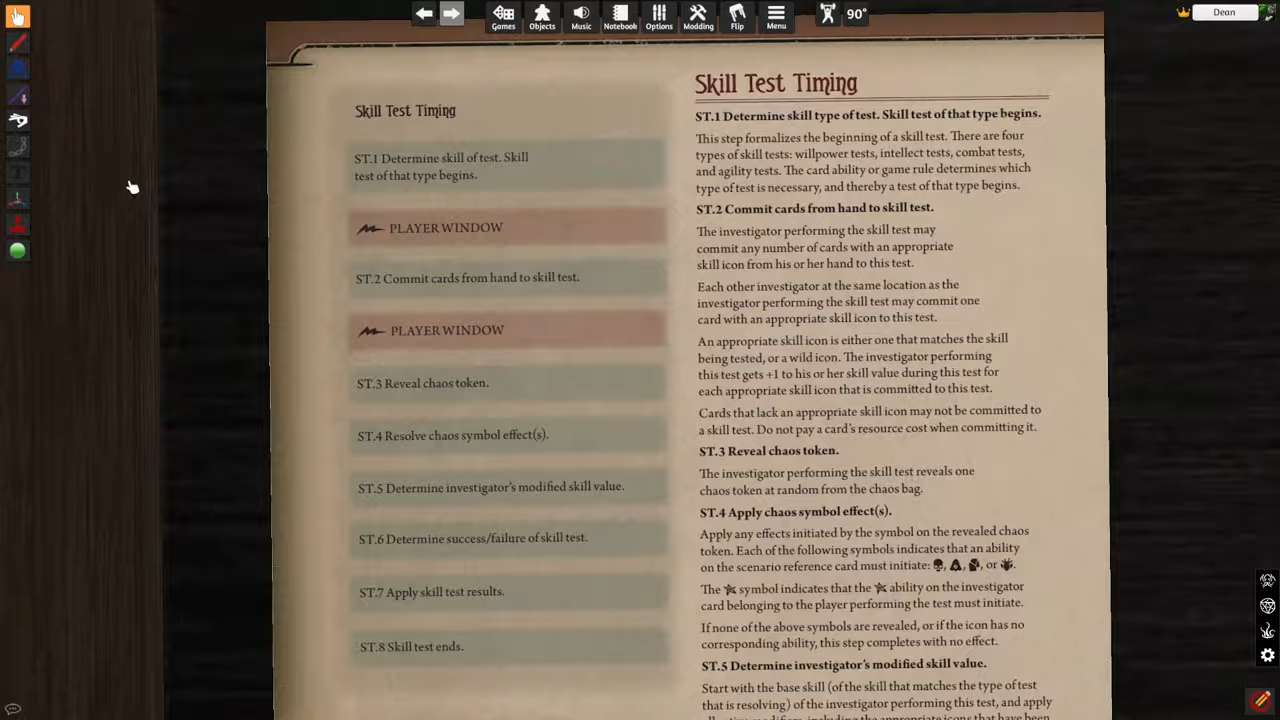 Games
Objects
Music
Notebook
Options
Modding
Flip
Menu
90°
Dean
Skill Test Timing
ST.1 Determine skill of test. Skill
test of that type begins.
PLAYER WINDOW
ST.2 Commit cards from hand to skill test.
PLAYER WINDOW
ST.3 Reveal chaos token.
ST.4 Resolve chaos symbol effect(s).
ST.5 Determine investigator's modified skill value.
ST.6 Determine success/failure of skill test.
ST.7 Apply skill test results.
ST.8 Skill test ends.
Skill Test Timing
ST.1 Determine skill type of test. Skill test of that type begins.
This step formalizes the beginning of a skill test. There are four
types of skill tests: willpower tests, intellect tests, combat tests,
and agility tests. The card ability or game rule determines which
type of test is necessary, and thereby a test of that type begins.
ST.2 Commit cards from hand to skill test.
The investigator performing the skill test may
commit any number of cards with an appropriate
skill icon from his or her hand to this test.
Each other investigator at the same location as the
investigator performing the skill test may commit one
card with an appropriate skill icon to this test.
An appropriate skill icon is either one that matches the skill
being tested, or a wild icon. The investigator performing
this test gets +1 to his or her skill value during this test for
each appropriate skill icon that is committed to this test.
Cards that lack an appropriate skill icon may not be committed to
a skill test. Do not pay a card's resource cost when committing it.
ST.3 Reveal chaos token.
The investigator performing the skill test reveals one
chaos token at random from the chaos bag.
ST.4 Apply chaos symbol effect(s).
Apply any effects initiated by the symbol on the revealed chaos
token. Each of the following symbols indicates that an ability
on the scenario reference card must initiate: , , , or .
The symbol indicates that the ability on the investigator
card belonging to the player performing the test must initiate.
If none of the above symbols are revealed, or if the icon has no
corresponding ability, this step completes with no effect.
ST.5 Determine investigator's modified skill value.
Start with the base skill (of the skill that matches the type of test
that is resolving) of the investigator performing this test, and apply